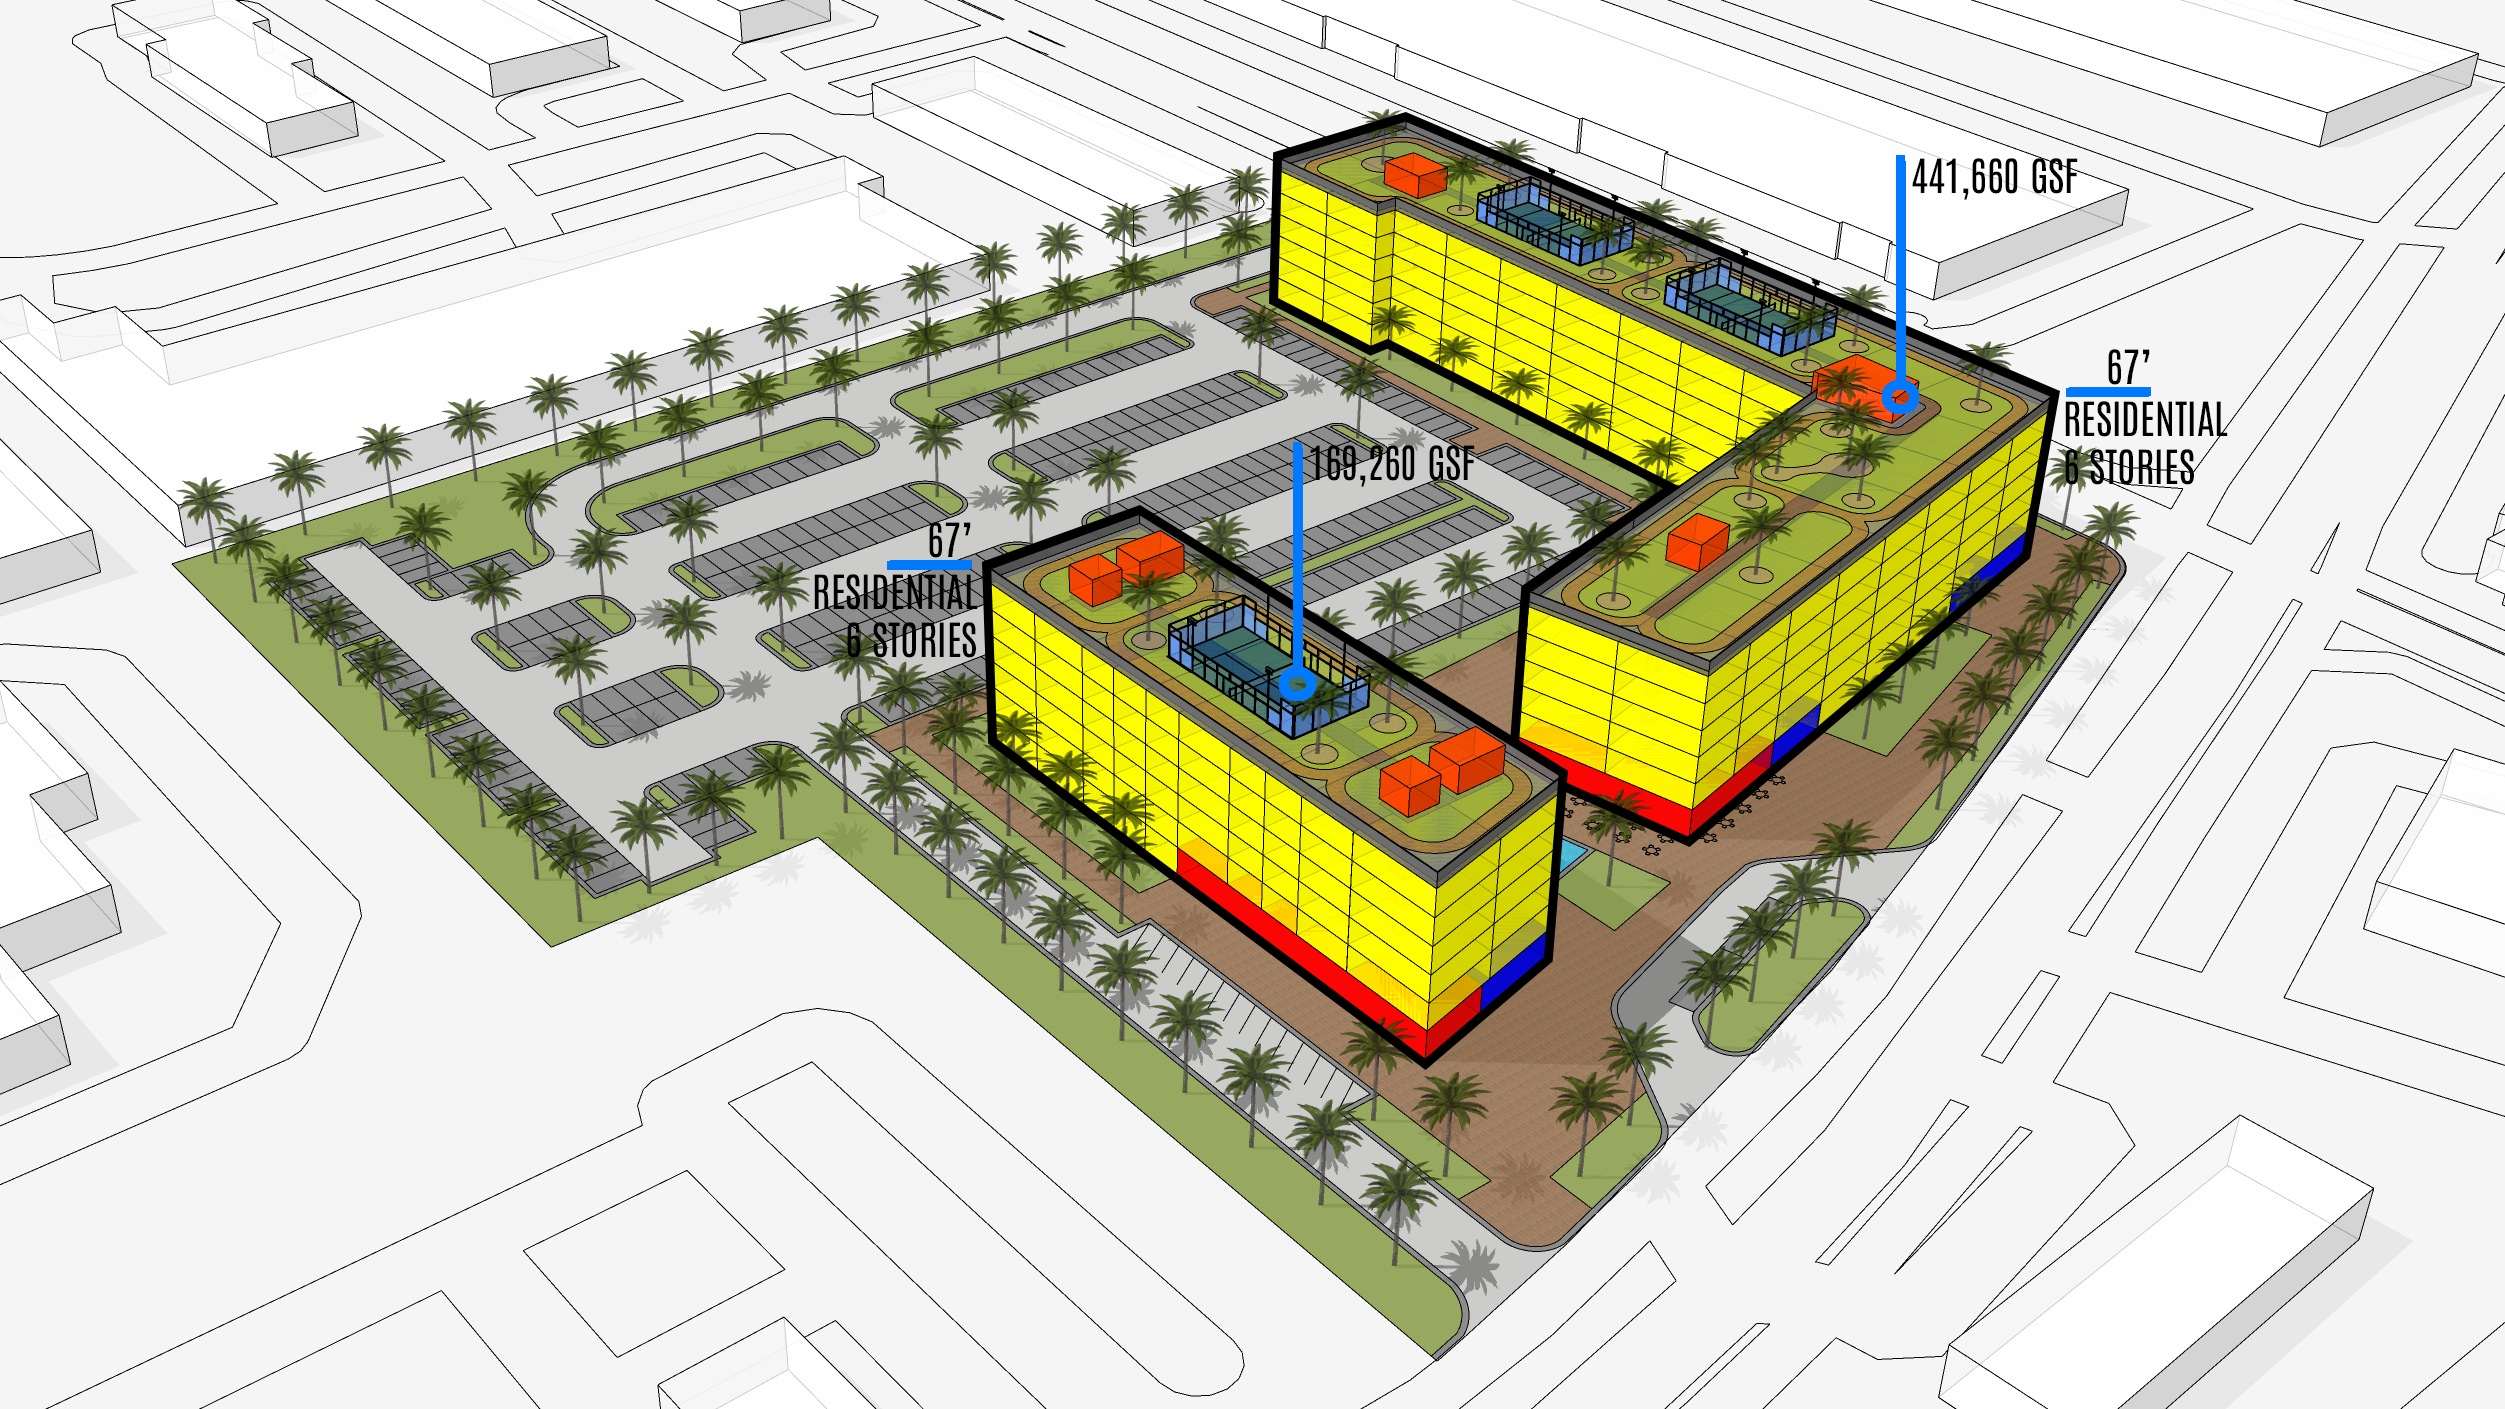 441,660 GSF
67’
RESIDENTIAL
6 STORIES
169,260 GSF
67’
RESIDENTIAL
6 STORIES